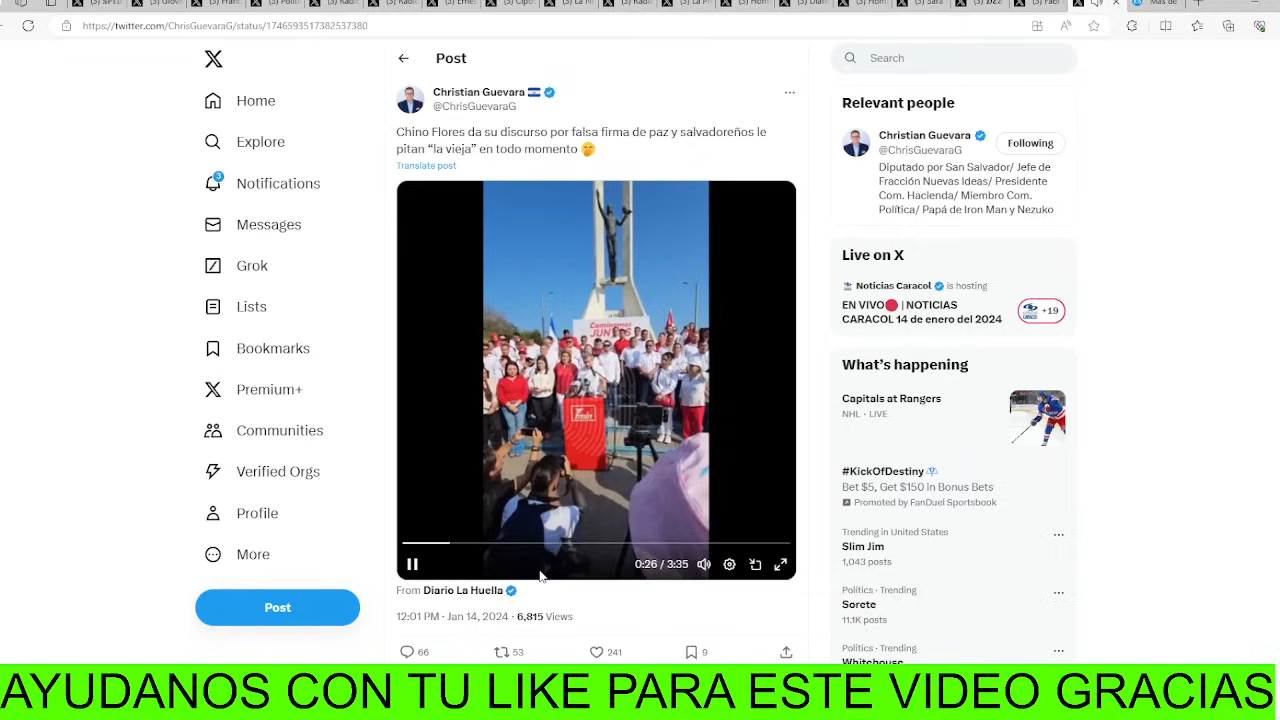 https://twitter.com/ChrisGuevaraG/status/1746593517382537380
Home
Explore
3
Notifications
Messages
Grok
Lists
Bookmarks
Premium+
Communities
Verified Orgs
Profile
More
Post
Post
Christian Guevara
@ChrisGuevaraG
Chino Flores da su discurso por falsa firma de paz y salvadoreños le
pitan “la vieja” en todo momento
Translate post
Caminemos
JUNTOS
fmln
0:26 / 3:35
From Diario La Huella
12:01 PM · Jan 14, 2024 · 6,815 Views
66
53
241
9
Search
Relevant people
Christian Guevara
@ChrisGuevaraG
Following
Diputado por San Salvador/ Jefe de
Fracción Nuevas Ideas/ Presidente
Com. Hacienda/ Miembro Com.
Política/ Papá de Iron Man y Nezuko
Live on X
Noticias Caracol is hosting
EN VIVO | NOTICIAS
CARACOL 14 de enero del 2024
+19
What’s happening
Capitals at Rangers
NHL · LIVE
#KickOfDestiny
Bet $5, Get $150 in Bonus Bets
Promoted by FanDuel Sportsbook
Trending in United States
Slim Jim
1,043 posts
Politics · Trending
Sorete
11.1K posts
Politics · Trending
Whitehouse
AYUDANOS CON TU LIKE PARA ESTE VIDEO GRACIAS